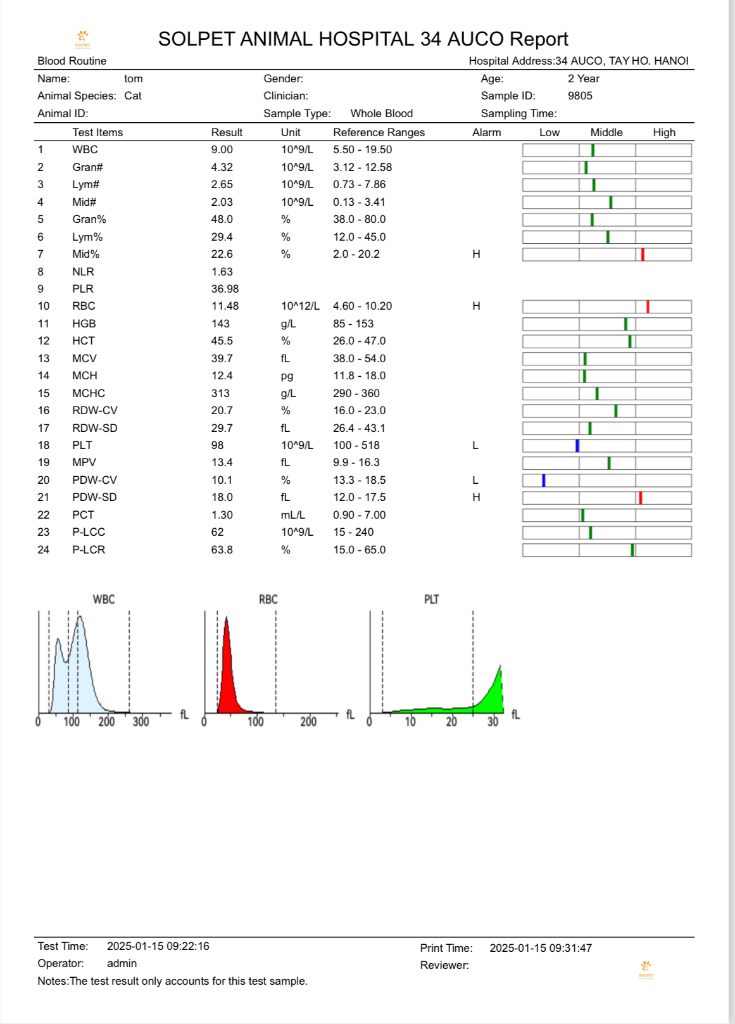 SOLPET
SOLPET ANIMAL HOSPITAL 34 AUCO Report
Blood Routine Hospital Address:34 AUCO, TAY HO. HANOI
Name: tom Gender: Age: 2 Year
Animal Species: Cat Clinician: Sample ID: 9805
Animal ID: Sample Type: Whole Blood Sampling Time:
Test Items Result Unit Reference Ranges Alarm Low Middle High
1 WBC 9.00 10^9/L 5.50 - 19.50
2 Gran# 4.32 10^9/L 3.12 - 12.58
3 Lym# 2.65 10^9/L 0.73 - 7.86
4 Mid# 2.03 10^9/L 0.13 - 3.41
5 Gran% 48.0 % 38.0 - 80.0
6 Lym% 29.4 % 12.0 - 45.0
7 Mid% 22.6 % 2.0 - 20.2 H
8 NLR 1.63
9 PLR 36.98
10 RBC 11.48 10^12/L 4.60 - 10.20 H
11 HGB 143 g/L 85 - 153
12 HCT 45.5 % 26.0 - 47.0
13 MCV 39.7 fL 38.0 - 54.0
14 MCH 12.4 pg 11.8 - 18.0
15 MCHC 313 g/L 290 - 360
16 RDW-CV 20.7 % 16.0 - 23.0
17 RDW-SD 29.7 fL 26.4 - 43.1
18 PLT 98 10^9/L 100 - 518 L
19 MPV 13.4 fL 9.9 - 16.3
20 PDW-CV 10.1 % 13.3 - 18.5 L
21 PDW-SD 18.0 fL 12.0 - 17.5 H
22 PCT 1.30 mL/L 0.90 - 7.00
23 P-LCC 62 10^9/L 15 - 240
24 P-LCR 63.8 % 15.0 - 65.0
WBC RBC PLT
0 100 200 300 fL 0 100 200 fL 0 10 20 30 fL
Test Time: 2025-01-15 09:22:16 Print Time: 2025-01-15 09:31:47
Operator: admin Reviewer:
SOLPET
Notes:The test result only accounts for this test sample.